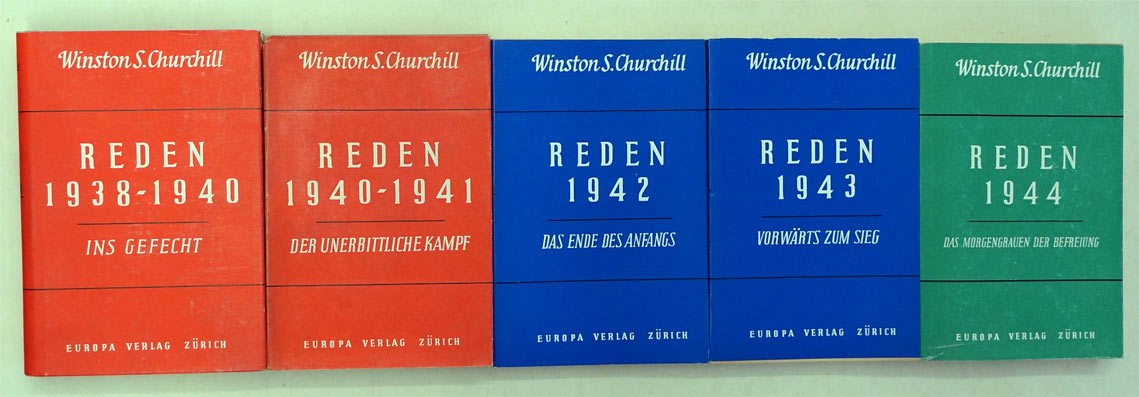 Winston S. Churchill
REDEN
1938-1940
INS GEFECHT
EUROPA VERLAG ZÜRICH
Winston S. Churchill
REDEN
1940-1941
DER UNERBITTLICHE KAMPF
EUROPA VERLAG ZÜRICH
Winston S. Churchill
REDEN
1942
DAS ENDE DES ANFANGS
EUROPA VERLAG ZÜRICH
Winston S. Churchill
REDEN
1943
VORWÄRTS ZUM SIEG
EUROPA VERLAG ZÜRICH
Winston S. Churchill
REDEN
1944
DAS MORGENGRAUEN DER BEFREIUNG
EUROPA VERLAG ZÜRICH